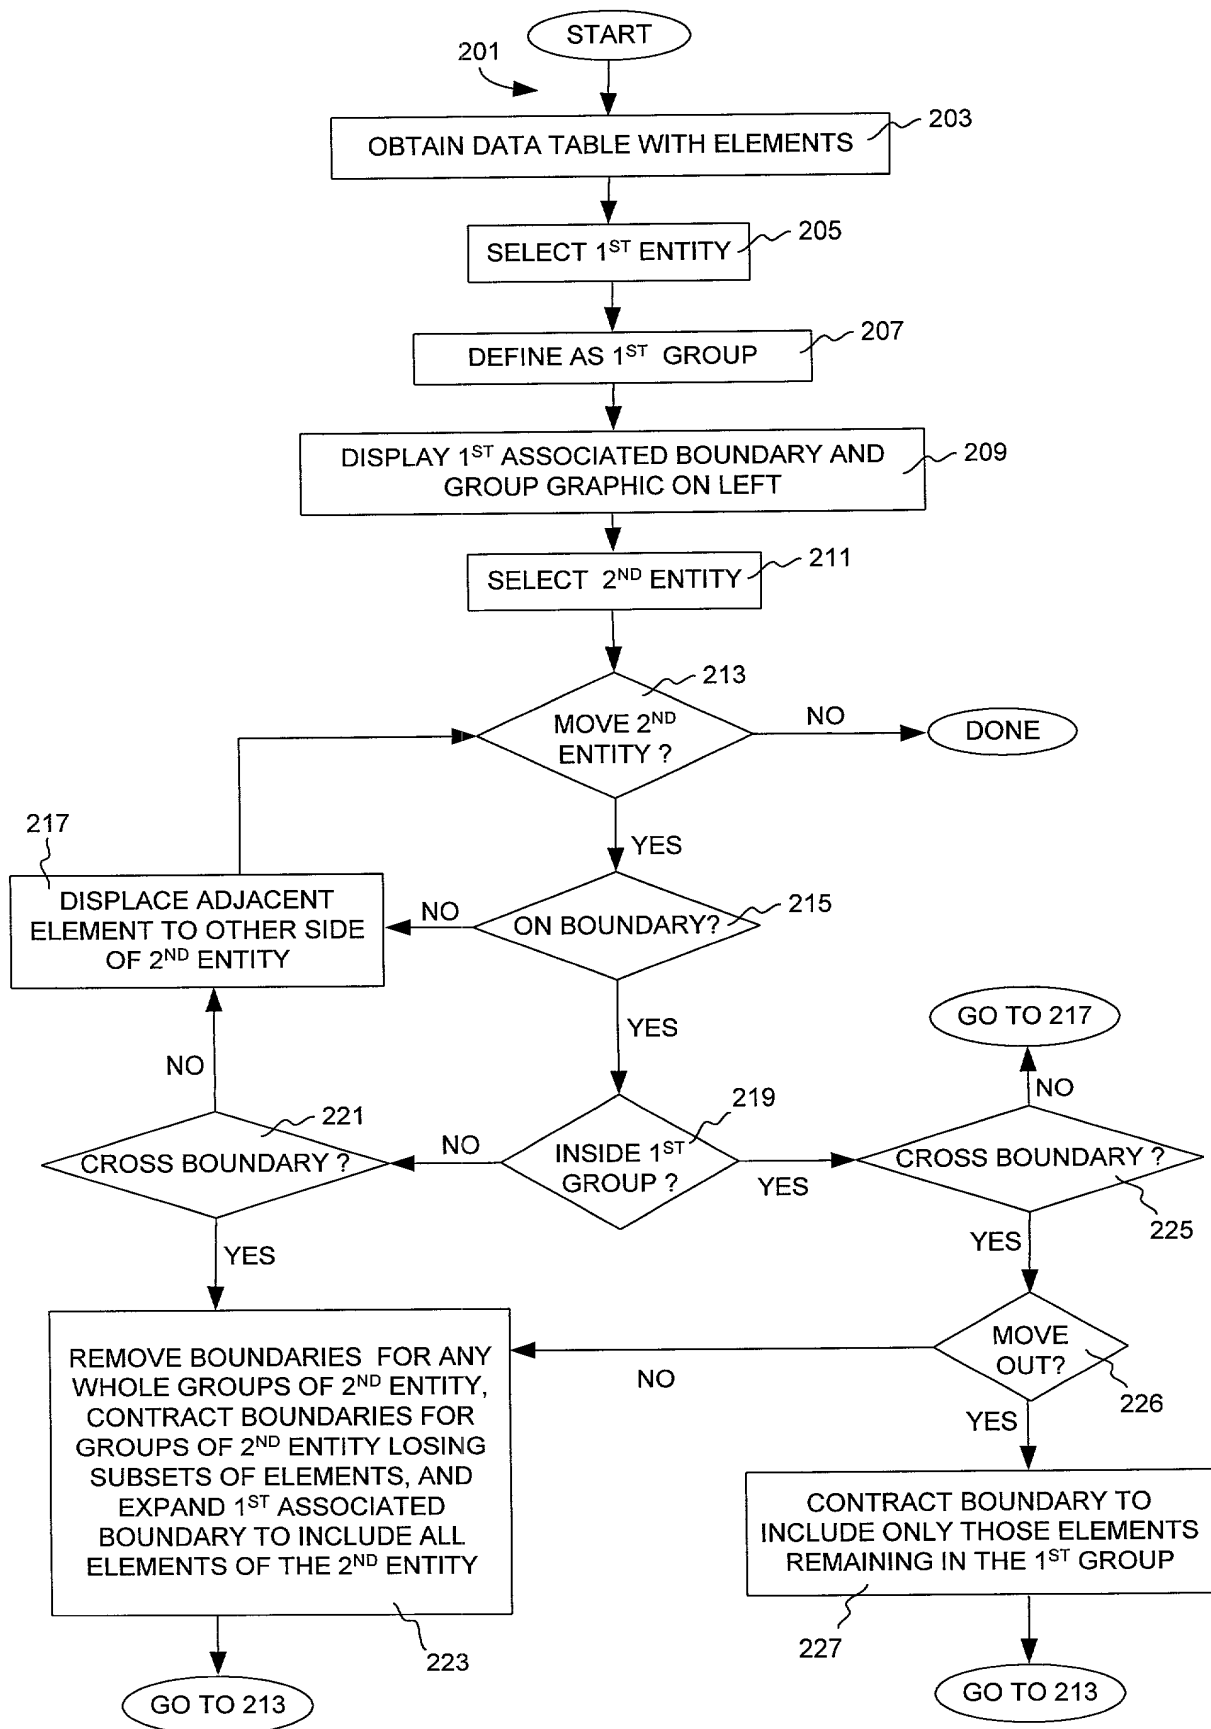 START
201
OBTAIN DATA TABLE WITH ELEMENTS
203
SELECT 1ST ENTITY
205
DEFINE AS 1ST GROUP
207
DISPLAY 1ST ASSOCIATED BOUNDARY AND
GROUP GRAPHIC ON LEFT
209
SELECT 2ND ENTITY
211
213
MOVE 2ND
ENTITY ?
NO
DONE
YES
217
DISPLACE ADJACENT
ELEMENT TO OTHER SIDE
OF 2ND ENTITY
NO
ON BOUNDARY?
215
YES
GO TO 217
NO
NO
221
CROSS BOUNDARY ?
NO
219
INSIDE 1ST
GROUP ?
YES
CROSS BOUNDARY ?
225
YES
YES
MOVE
OUT?
226
NO
YES
REMOVE BOUNDARIES FOR ANY
WHOLE GROUPS OF 2ND ENTITY,
CONTRACT BOUNDARIES FOR
GROUPS OF 2ND ENTITY LOSING
SUBSETS OF ELEMENTS, AND
EXPAND 1ST ASSOCIATED
BOUNDARY TO INCLUDE ALL
ELEMENTS OF THE 2ND ENTITY
223
CONTRACT BOUNDARY TO
INCLUDE ONLY THOSE ELEMENTS
REMAINING IN THE 1ST GROUP
227
GO TO 213
GO TO 213